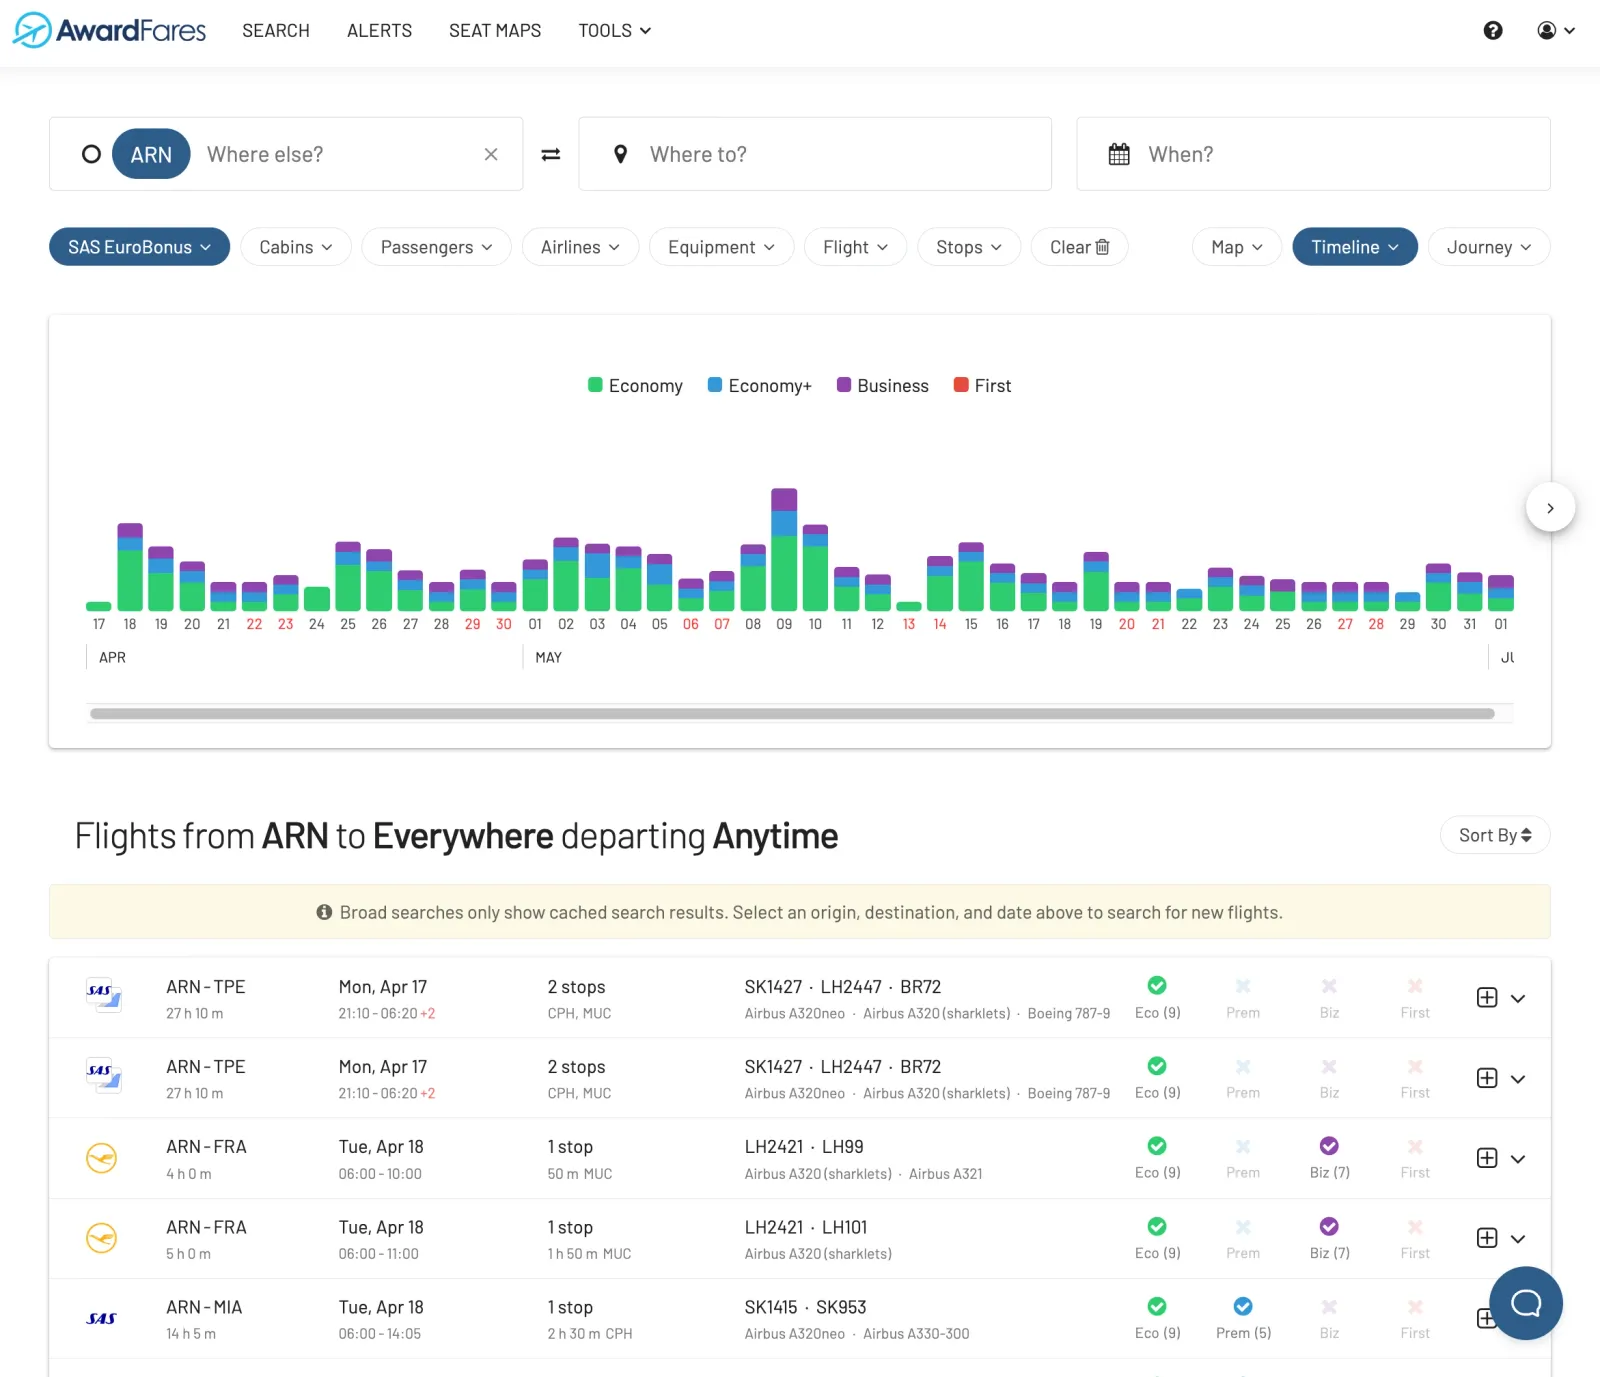 AwardFares SEARCH ALERTS SEAT MAPS TOOLS
ARN Where else? Where to? When?
SAS EuroBonus Cabins Passengers Airlines Equipment Flight Stops Clear Map Timeline Journey
Economy Economy+ Business First
17 18 19 20 21 22 23 24 25 26 27 28 29 30 01 02 03 04 05 06 07 08 09 10 11 12 13 14 15 16 17 18 19 20 21 22 23 24 25 26 27 28 29 30 31 01
APR MAY JU
Flights from ARN to Everywhere departing Anytime
Sort By
Broad searches only show cached search results. Select an origin, destination, and date above to search for new flights.
SAS ARN - TPE Mon, Apr 17 2 stops SK1427 · LH2447 · BR72
27 h 10 m 21:10 - 06:20 +2 CPH, MUC Airbus A320neo · Airbus A320 (sharklets) · Boeing 787-9 Eco (9) Prem Biz First
SAS ARN - TPE Mon, Apr 17 2 stops SK1427 · LH2447 · BR72
27 h 10 m 21:10 - 06:20 +2 CPH, MUC Airbus A320neo · Airbus A320 (sharklets) · Boeing 787-9 Eco (9) Prem Biz First
ARN - FRA Tue, Apr 18 1 stop LH2421 · LH99
4 h 0 m 06:00 - 10:00 50 m MUC Airbus A320 (sharklets) · Airbus A321 Eco (9) Prem Biz (7) First
ARN - FRA Tue, Apr 18 1 stop LH2421 · LH101
5 h 0 m 06:00 - 11:00 1 h 50 m MUC Airbus A320 (sharklets) Eco (9) Prem Biz (7) First
SAS ARN - MIA Tue, Apr 18 1 stop SK1415 · SK953
14 h 5 m 06:00 - 14:05 2 h 30 m CPH Airbus A320neo · Airbus A330-300 Eco (9) Prem (5) Biz First